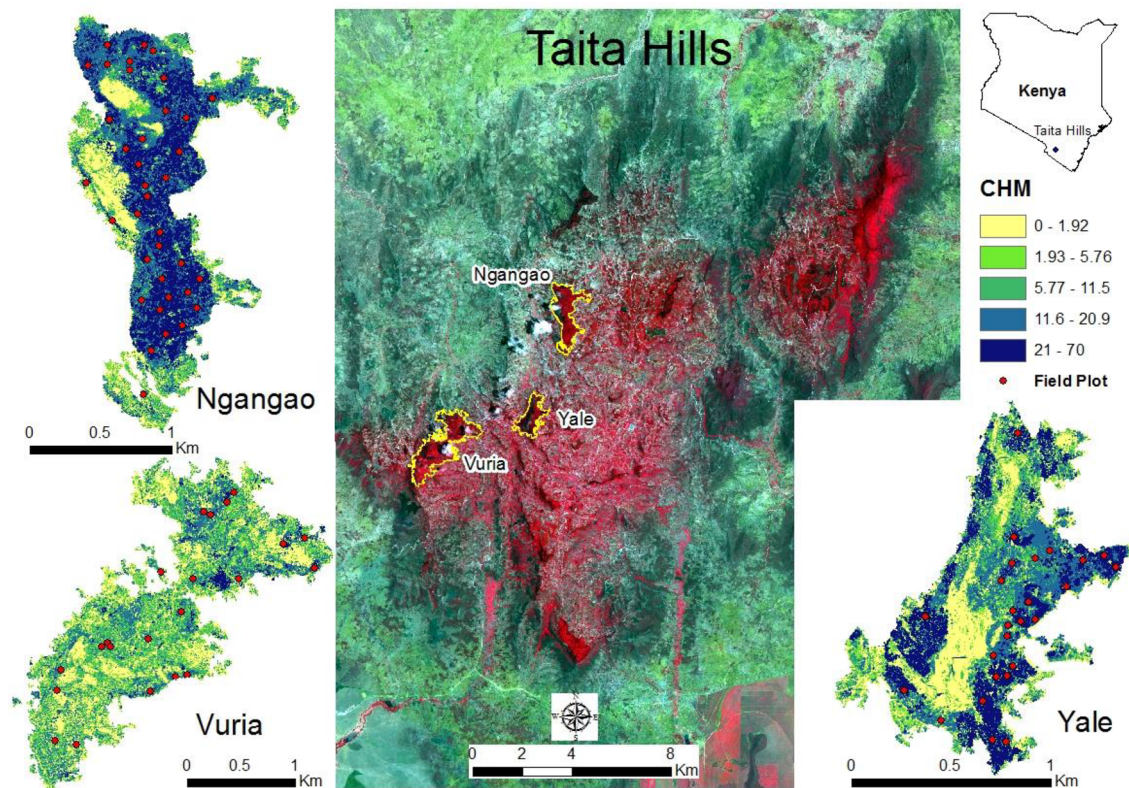 Taita Hills
Kenya
Taita Hills
CHM
0 - 1.92
1.93 - 5.76
5.77 - 11.5
11.6 - 20.9
21 - 70
Field Plot
Ngangao
0 0.5 1
Km
Vuria
0 0.5 1
Km
Ngangao
Yale
Vuria
N
W E
S
0 2 4 8
Km
Yale
0 0.5 1
Km